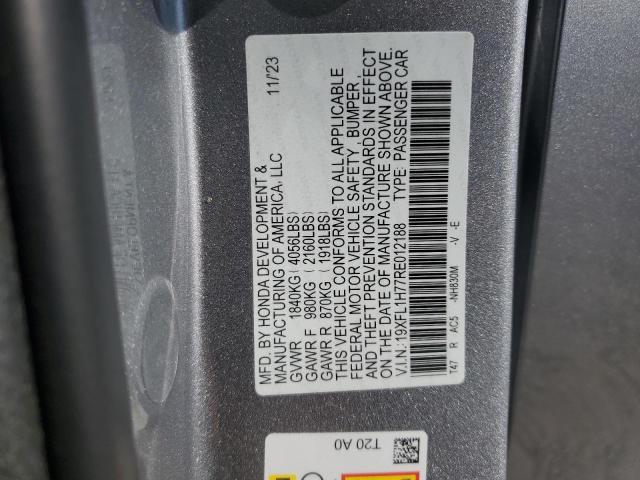 MFD. BY HONDA DEVELOPMENT &
MANUFACTURING OF AMERICA, LLC 11/'23
GVWR 1840KG ( 4056LBS)
GAWR F 980KG ( 2160LBS)
GAWR R 870KG ( 1918LBS)
THIS VEHICLE CONFORMS TO ALL APPLICABLE
FEDERAL MOTOR VEHICLE SAFETY , BUMPER ,
AND THEFT PREVENTION STANDARDS IN EFFECT
ON THE DATE OF MANUFACTURE SHOWN ABOVE.
V.I.N.:19XFL1H77RE012188 TYPE: PASSENGER CAR
T47 R AC5 -NH830M -V -E
T20 A0